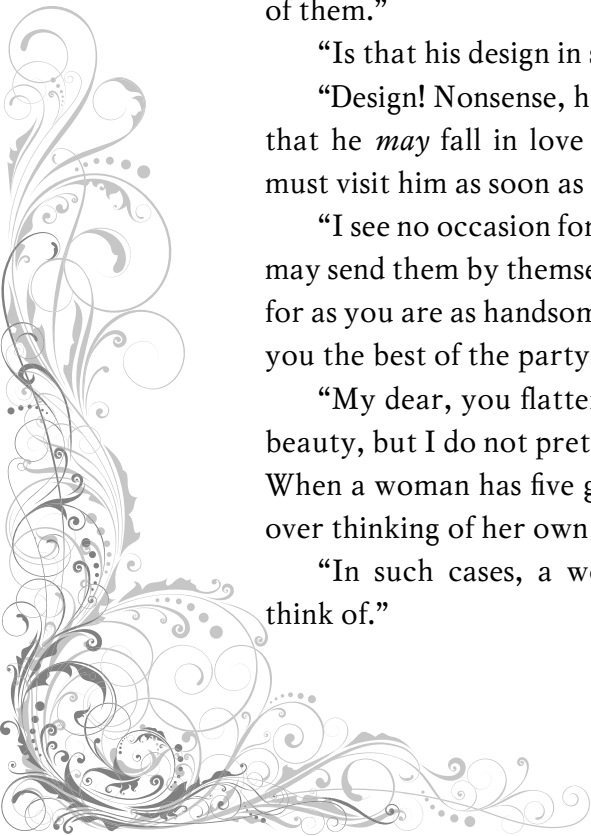 of them.”
“Is that his design in
“Design! Nonsense, h
that he may fall in love
must visit him as soon as
“I see no occasion for
may send them by themse
for as you are as handsom
you the best of the party
“My dear, you flatte
beauty, but I do not pret
When a woman has five g
over thinking of her own
“In such cases, a wo
think of.”